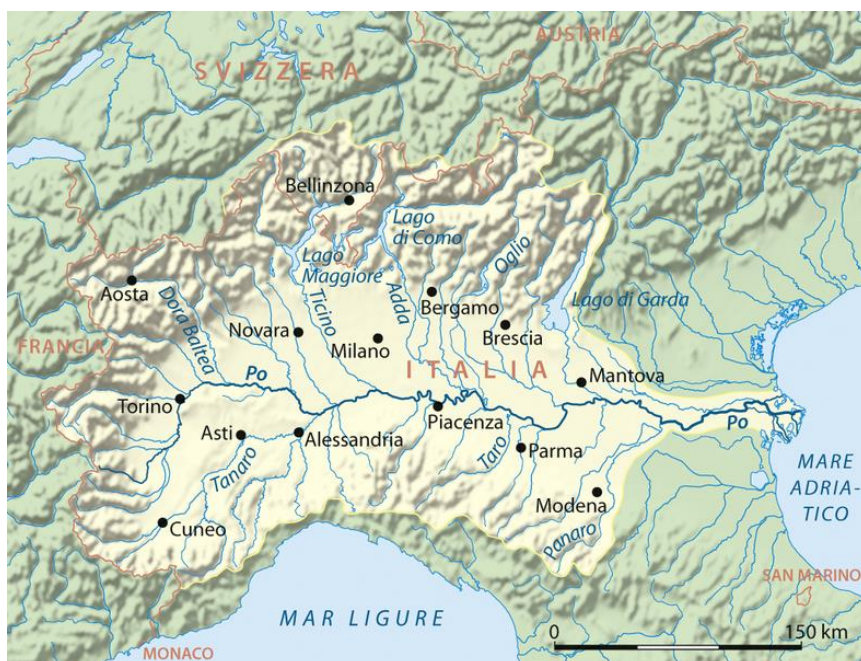 AUSTRIA
SVIZZERA
Bellinzona
Lago
di Como
Lago
Maggiore
Oglio
Aosta
Dora Baltea
Ticino
Adda
Bergamo
Lago di Garda
Novara
Milano
Brescia
FRANCIA
ITALIA
Po
Mantova
Torino
Piacenza
Po
Asti
Alessandria
Tanaro
Taro
Parma
MARE
ADRIA-
TICO
Modena
Cuneo
Panaro
SAN MARINO
MAR LIGURE
0
150 km
MONACO